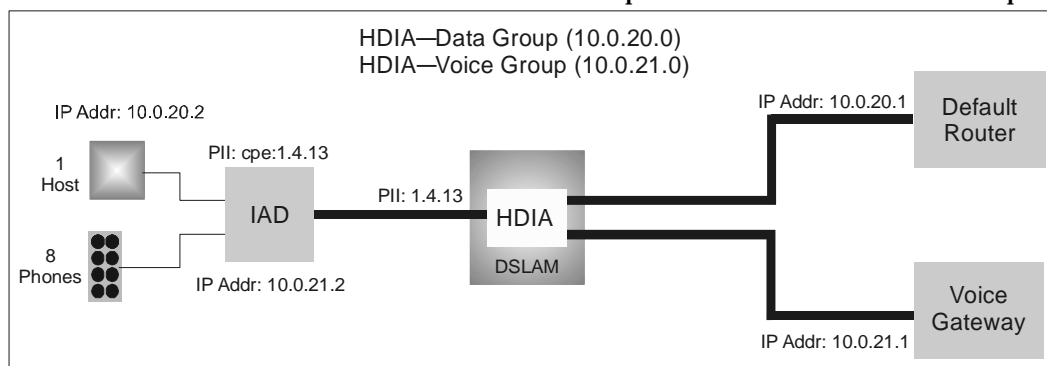 HDIA—Data Group (10.0.20.0)
HDIA—Voice Group (10.0.21.0)
IP Addr: 10.0.20.2
IP Addr: 10.0.20.1
Default
Router
PII: cpe:1.4.13
1
Host
IAD
PII: 1.4.13
HDIA
DSLAM
8
Phones
IP Addr: 10.0.21.2
Voice
Gateway
IP Addr: 10.0.21.1